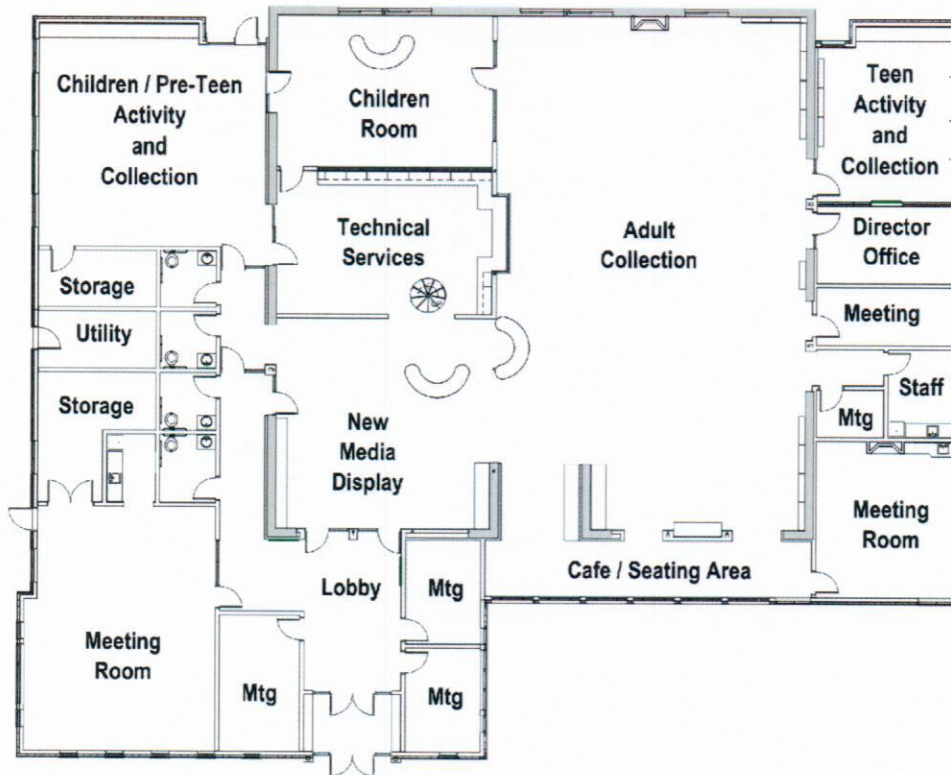 Children / Pre-Teen
Activity
and
Collection
Children
Room
Teen
Activity
and
Collection
Technical
Services
Adult
Collection
Director
Office
Storage
Utility
Meeting
Storage
Staff
Mtg
New
Media
Display
Meeting
Room
Cafe / Seating Area
Lobby
Mtg
Meeting
Room
Mtg
Mtg